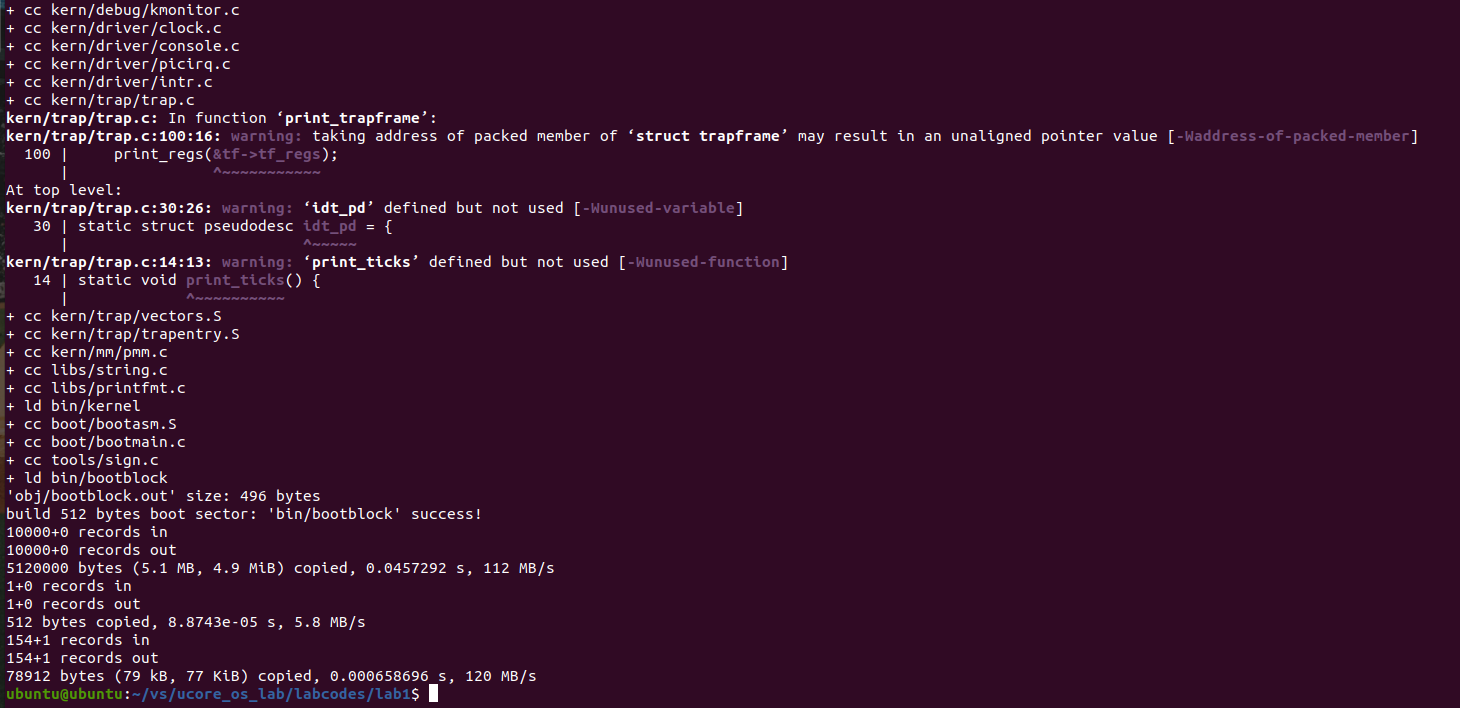 + cc kern/debug/kmonitor.c
+ cc kern/driver/clock.c
+ cc kern/driver/console.c
+ cc kern/driver/picirq.c
+ cc kern/driver/intr.c
+ cc kern/trap/trap.c
kern/trap/trap.c: In function ‘print_trapframe’:
kern/trap/trap.c:100:16: warning: taking address of packed member of ‘struct trapframe’ may result in an unaligned pointer value [-Waddress-of-packed-member]
  100 |     print_regs(&tf->tf_regs);
      |                ^~~~~~~~~~~~
At top level:
kern/trap/trap.c:30:26: warning: ‘idt_pd’ defined but not used [-Wunused-variable]
   30 | static struct pseudodesc idt_pd = {
      |                          ^~~~~~
kern/trap/trap.c:14:13: warning: ‘print_ticks’ defined but not used [-Wunused-function]
   14 | static void print_ticks() {
      |             ^~~~~~~~~~~
+ cc kern/trap/vectors.S
+ cc kern/trap/trapentry.S
+ cc kern/mm/pmm.c
+ cc libs/string.c
+ cc libs/printfmt.c
+ ld bin/kernel
+ cc boot/bootasm.S
+ cc boot/bootmain.c
+ cc tools/sign.c
+ ld bin/bootblock
'obj/bootblock.out' size: 496 bytes
build 512 bytes boot sector: 'bin/bootblock' success!
10000+0 records in
10000+0 records out
5120000 bytes (5.1 MB, 4.9 MiB) copied, 0.0457292 s, 112 MB/s
1+0 records in
1+0 records out
512 bytes copied, 8.8743e-05 s, 5.8 MB/s
154+1 records in
154+1 records out
78912 bytes (79 kB, 77 KiB) copied, 0.000658696 s, 120 MB/s
ubuntu@ubuntu:~/vs/ucore_os_lab/labcodes/lab1$